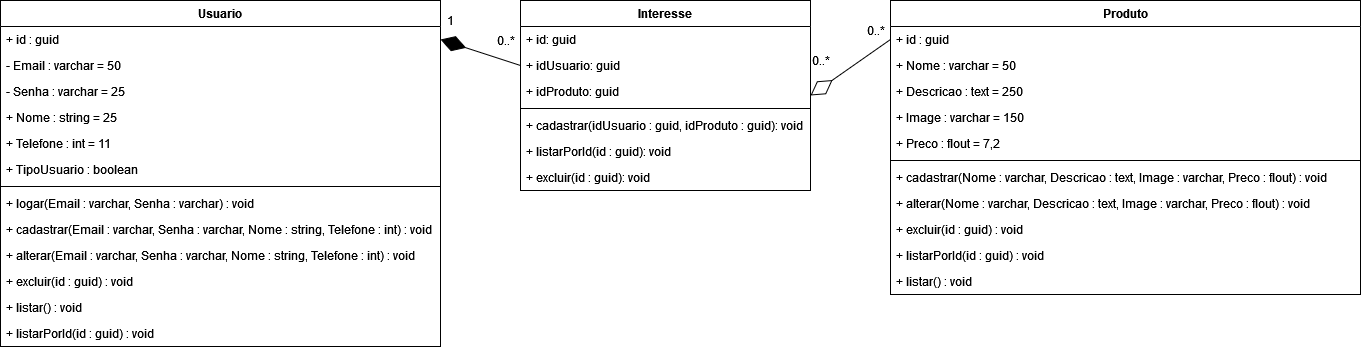 Usuario
+ id : guid
- Email : varchar = 50
- Senha : varchar = 25
+ Nome : string = 25
+ Telefone : int = 11
+ TipoUsuario : boolean
+ logar(Email : varchar, Senha : varchar) : void
+ cadastrar(Email : varchar, Senha : varchar, Nome : string, Telefone : int) : void
+ alterar(Email : varchar, Senha : varchar, Nome : string, Telefone : int) : void
+ excluir(id : guid) : void
+ listar() : void
+ listarPorId(id : guid) : void
1
0..*
Interesse
+ id: guid
+ idUsuario: guid
+ idProduto: guid
+ cadastrar(idUsuario : guid, idProduto : guid): void
+ listarPorId(id : guid): void
+ excluir(id : guid): void
0..*
0..*
Produto
+ id : guid
+ Nome : varchar = 50
+ Descricao : text = 250
+ Image : varchar = 150
+ Preco : flout = 7,2
+ cadastrar(Nome : varchar, Descricao : text, Image : varchar, Preco : flout) : void
+ alterar(Nome : varchar, Descricao : text, Image : varchar, Preco : flout) : void
+ excluir(id : guid) : void
+ listarPorId(id : guid) : void
+ listar() : void